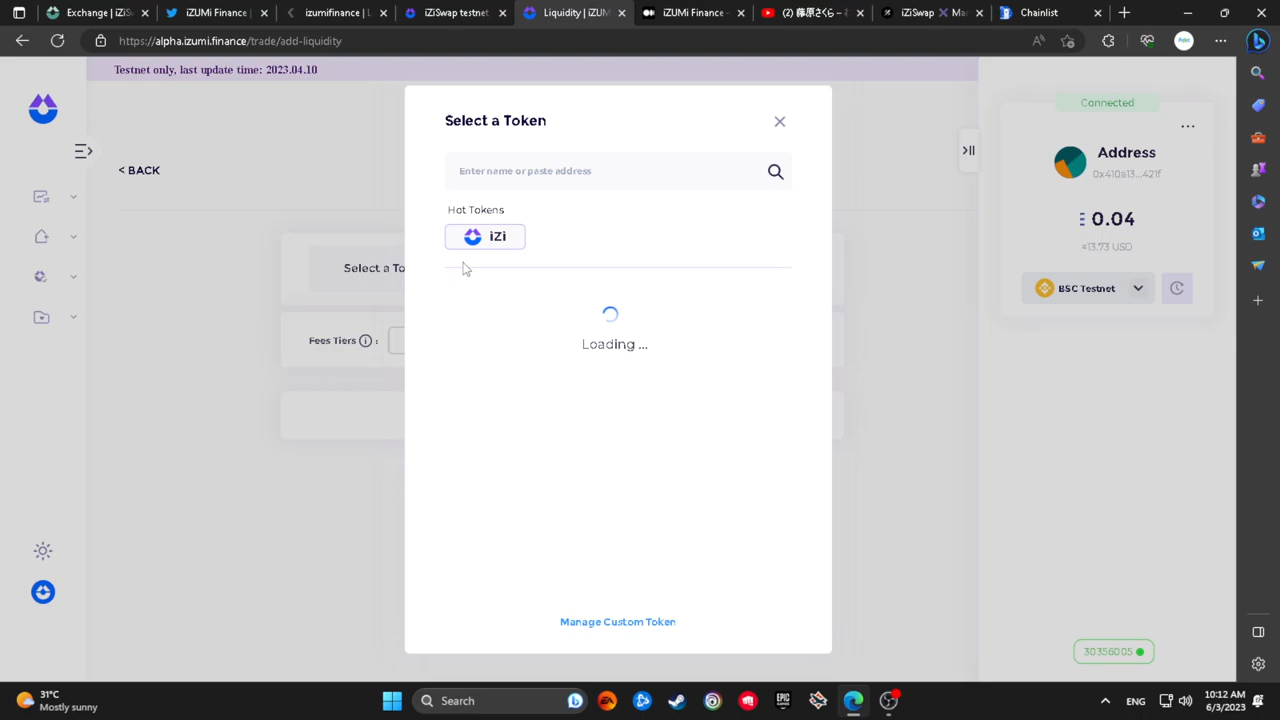 Exchange | iZiSw
iZUMi Finance (
izumifinance | L
iZiSwap testnet
Liquidity | iZUM
iZUMi Finance –
(2) 藤原さくら –
iZiSwap ❌ Ma
Chainlist
https://alpha.izumi.finance/trade/add-liquidity
Testnet only, last update time: 2023.04.10
Select a Token
Connected
Address
0x410a13...421f
< BACK
Enter name or paste address
Hot Tokens
iZi
0.04
≈13.73 USD
Select a To
BSC Testnet
Fees Tiers :
Loading ...
Manage Custom Token
30356005
31°C
Mostly sunny
Search
EPIC
GAMES
ENG
10:12 AM
6/3/2023